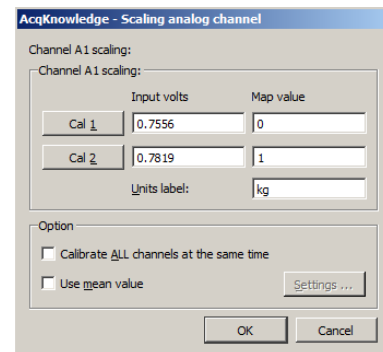 AcqKnowledge - Scaling analog channel
Channel A1 scaling:
Channel A1 scaling:
Input volts Map value
Cal 1 0.7556 0
Cal 2 0.7819 1
Units label: kg
Option
Calibrate ALL channels at the same time
Use mean value Settings ...
OK Cancel